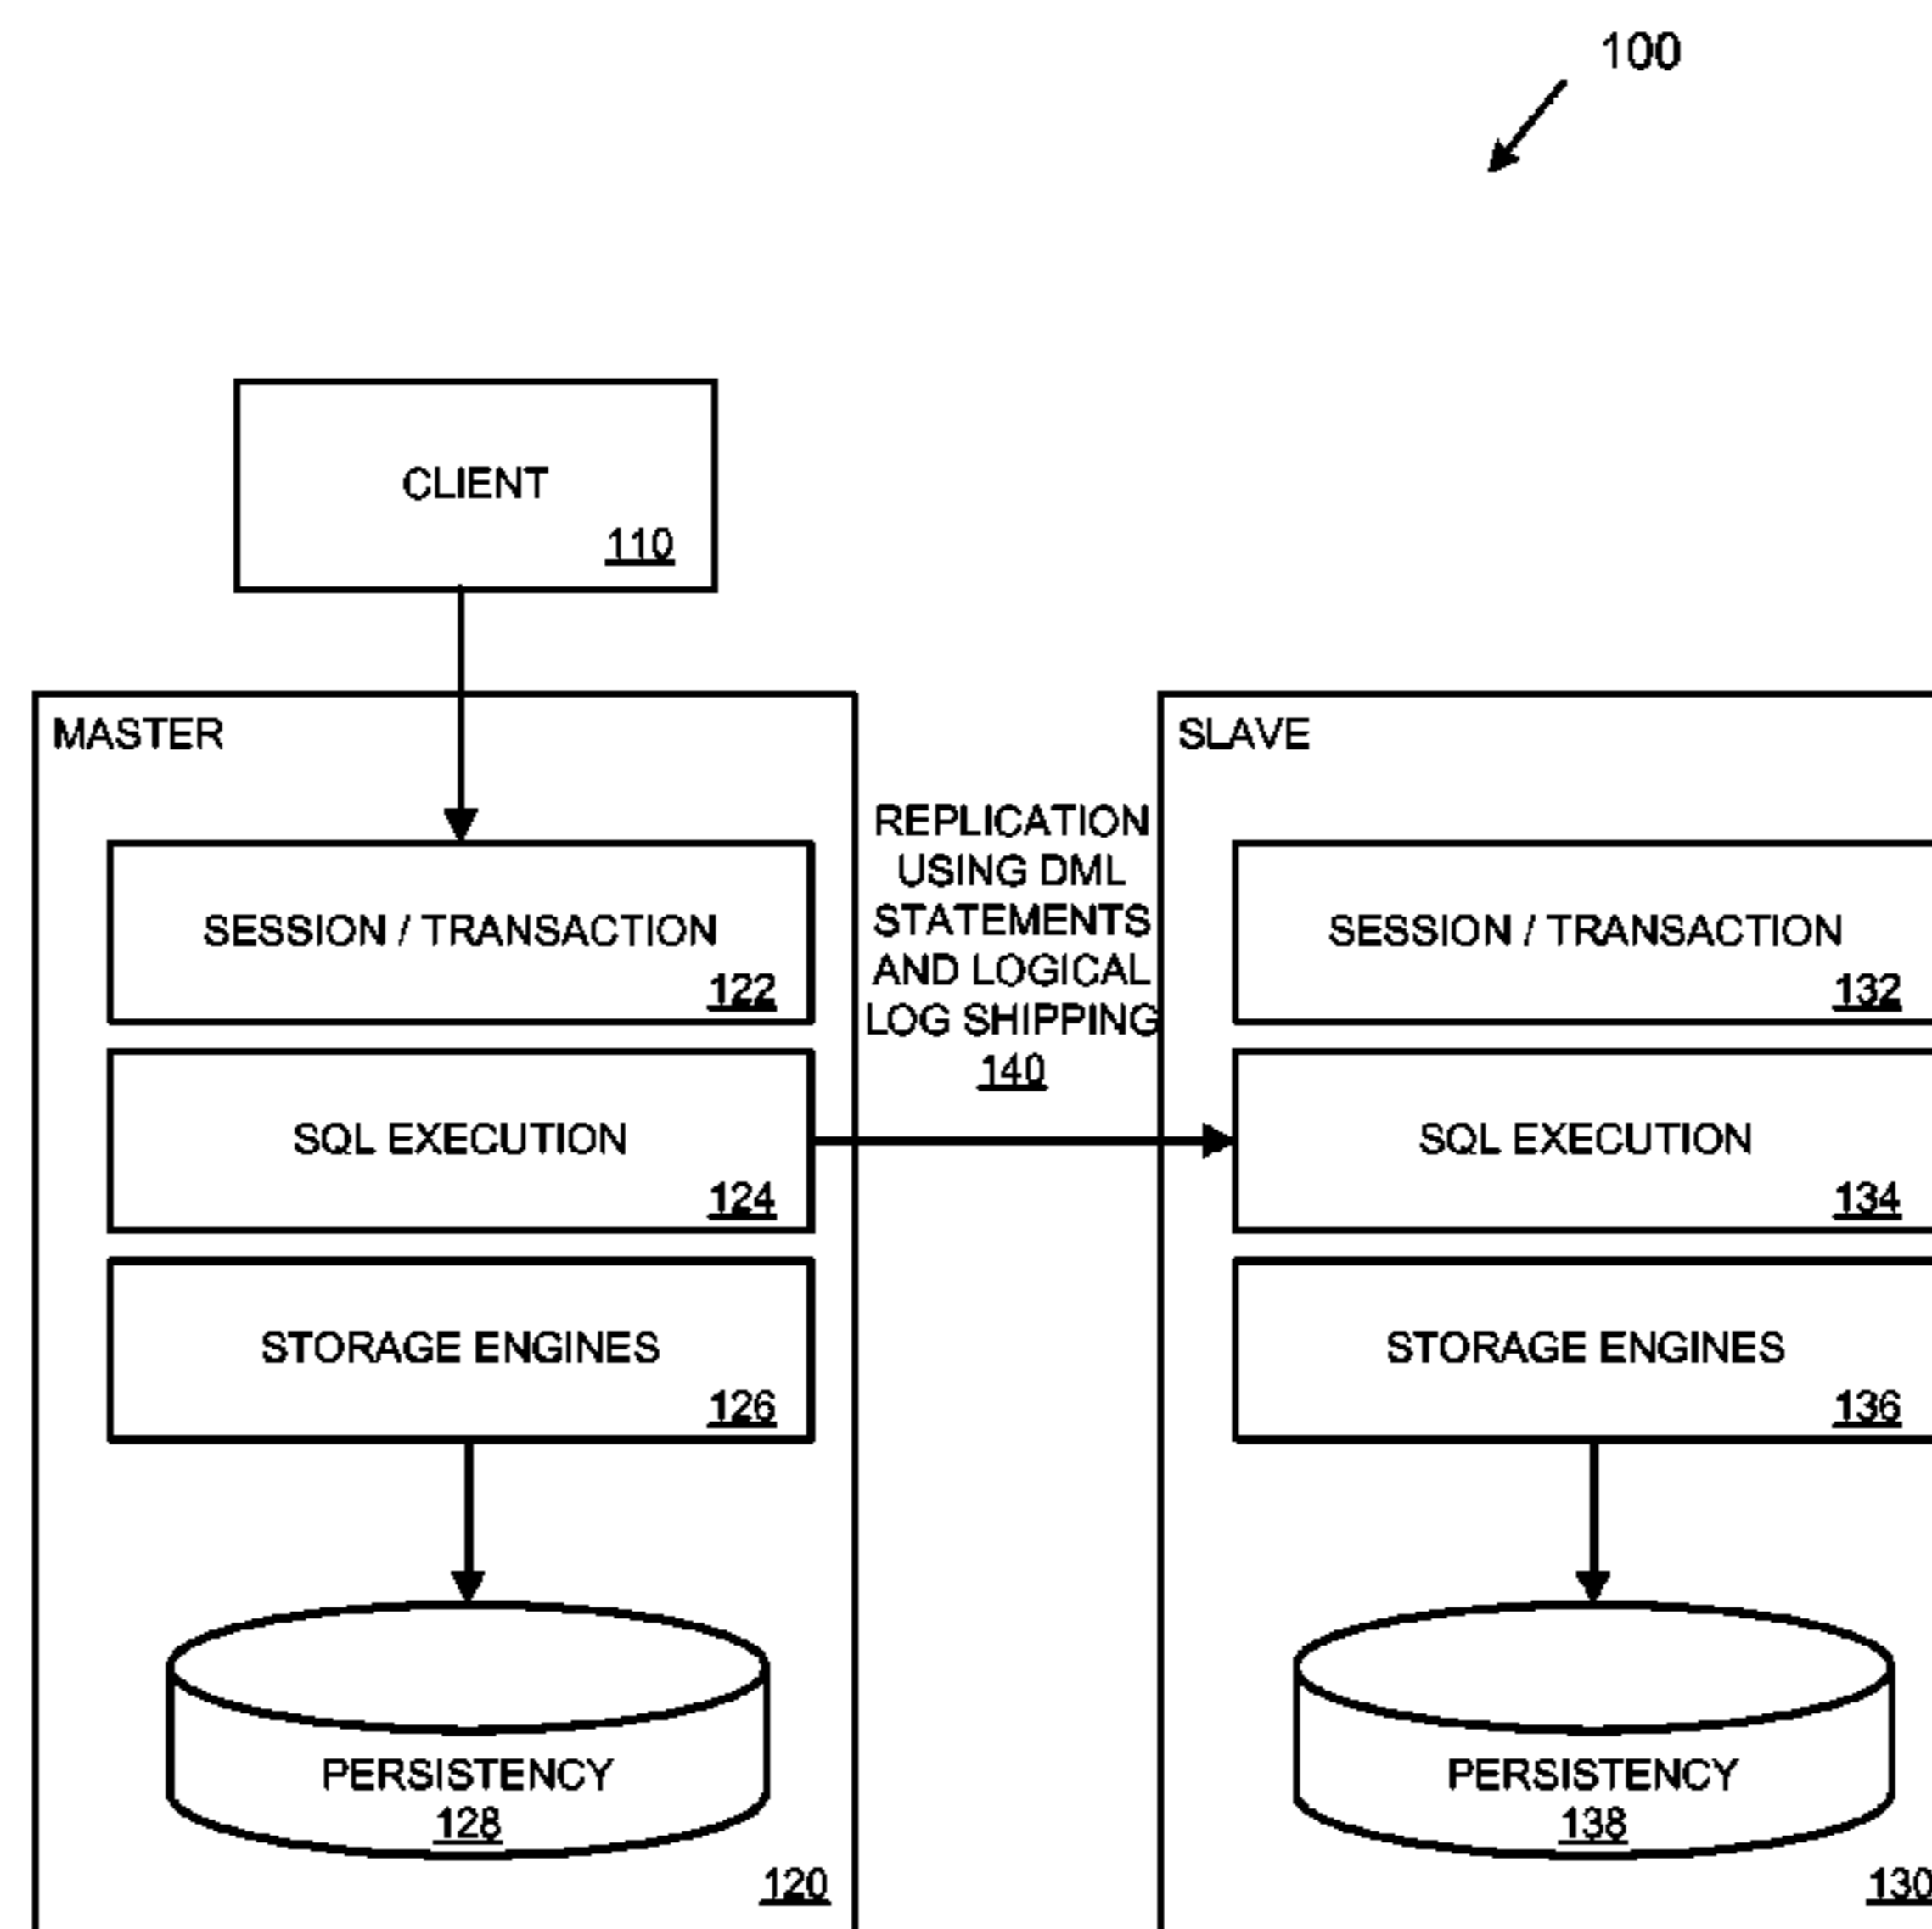 100
CLIENT
110
MASTER
SESSION / TRANSACTION
122
SQL EXECUTION
124
STORAGE ENGINES
126
PERSISTENCY
128
120
REPLICATION
USING DML
STATEMENTS
AND LOGICAL
LOG SHIPPING
140
SLAVE
SESSION / TRANSACTION
132
SQL EXECUTION
134
STORAGE ENGINES
136
PERSISTENCY
138
130